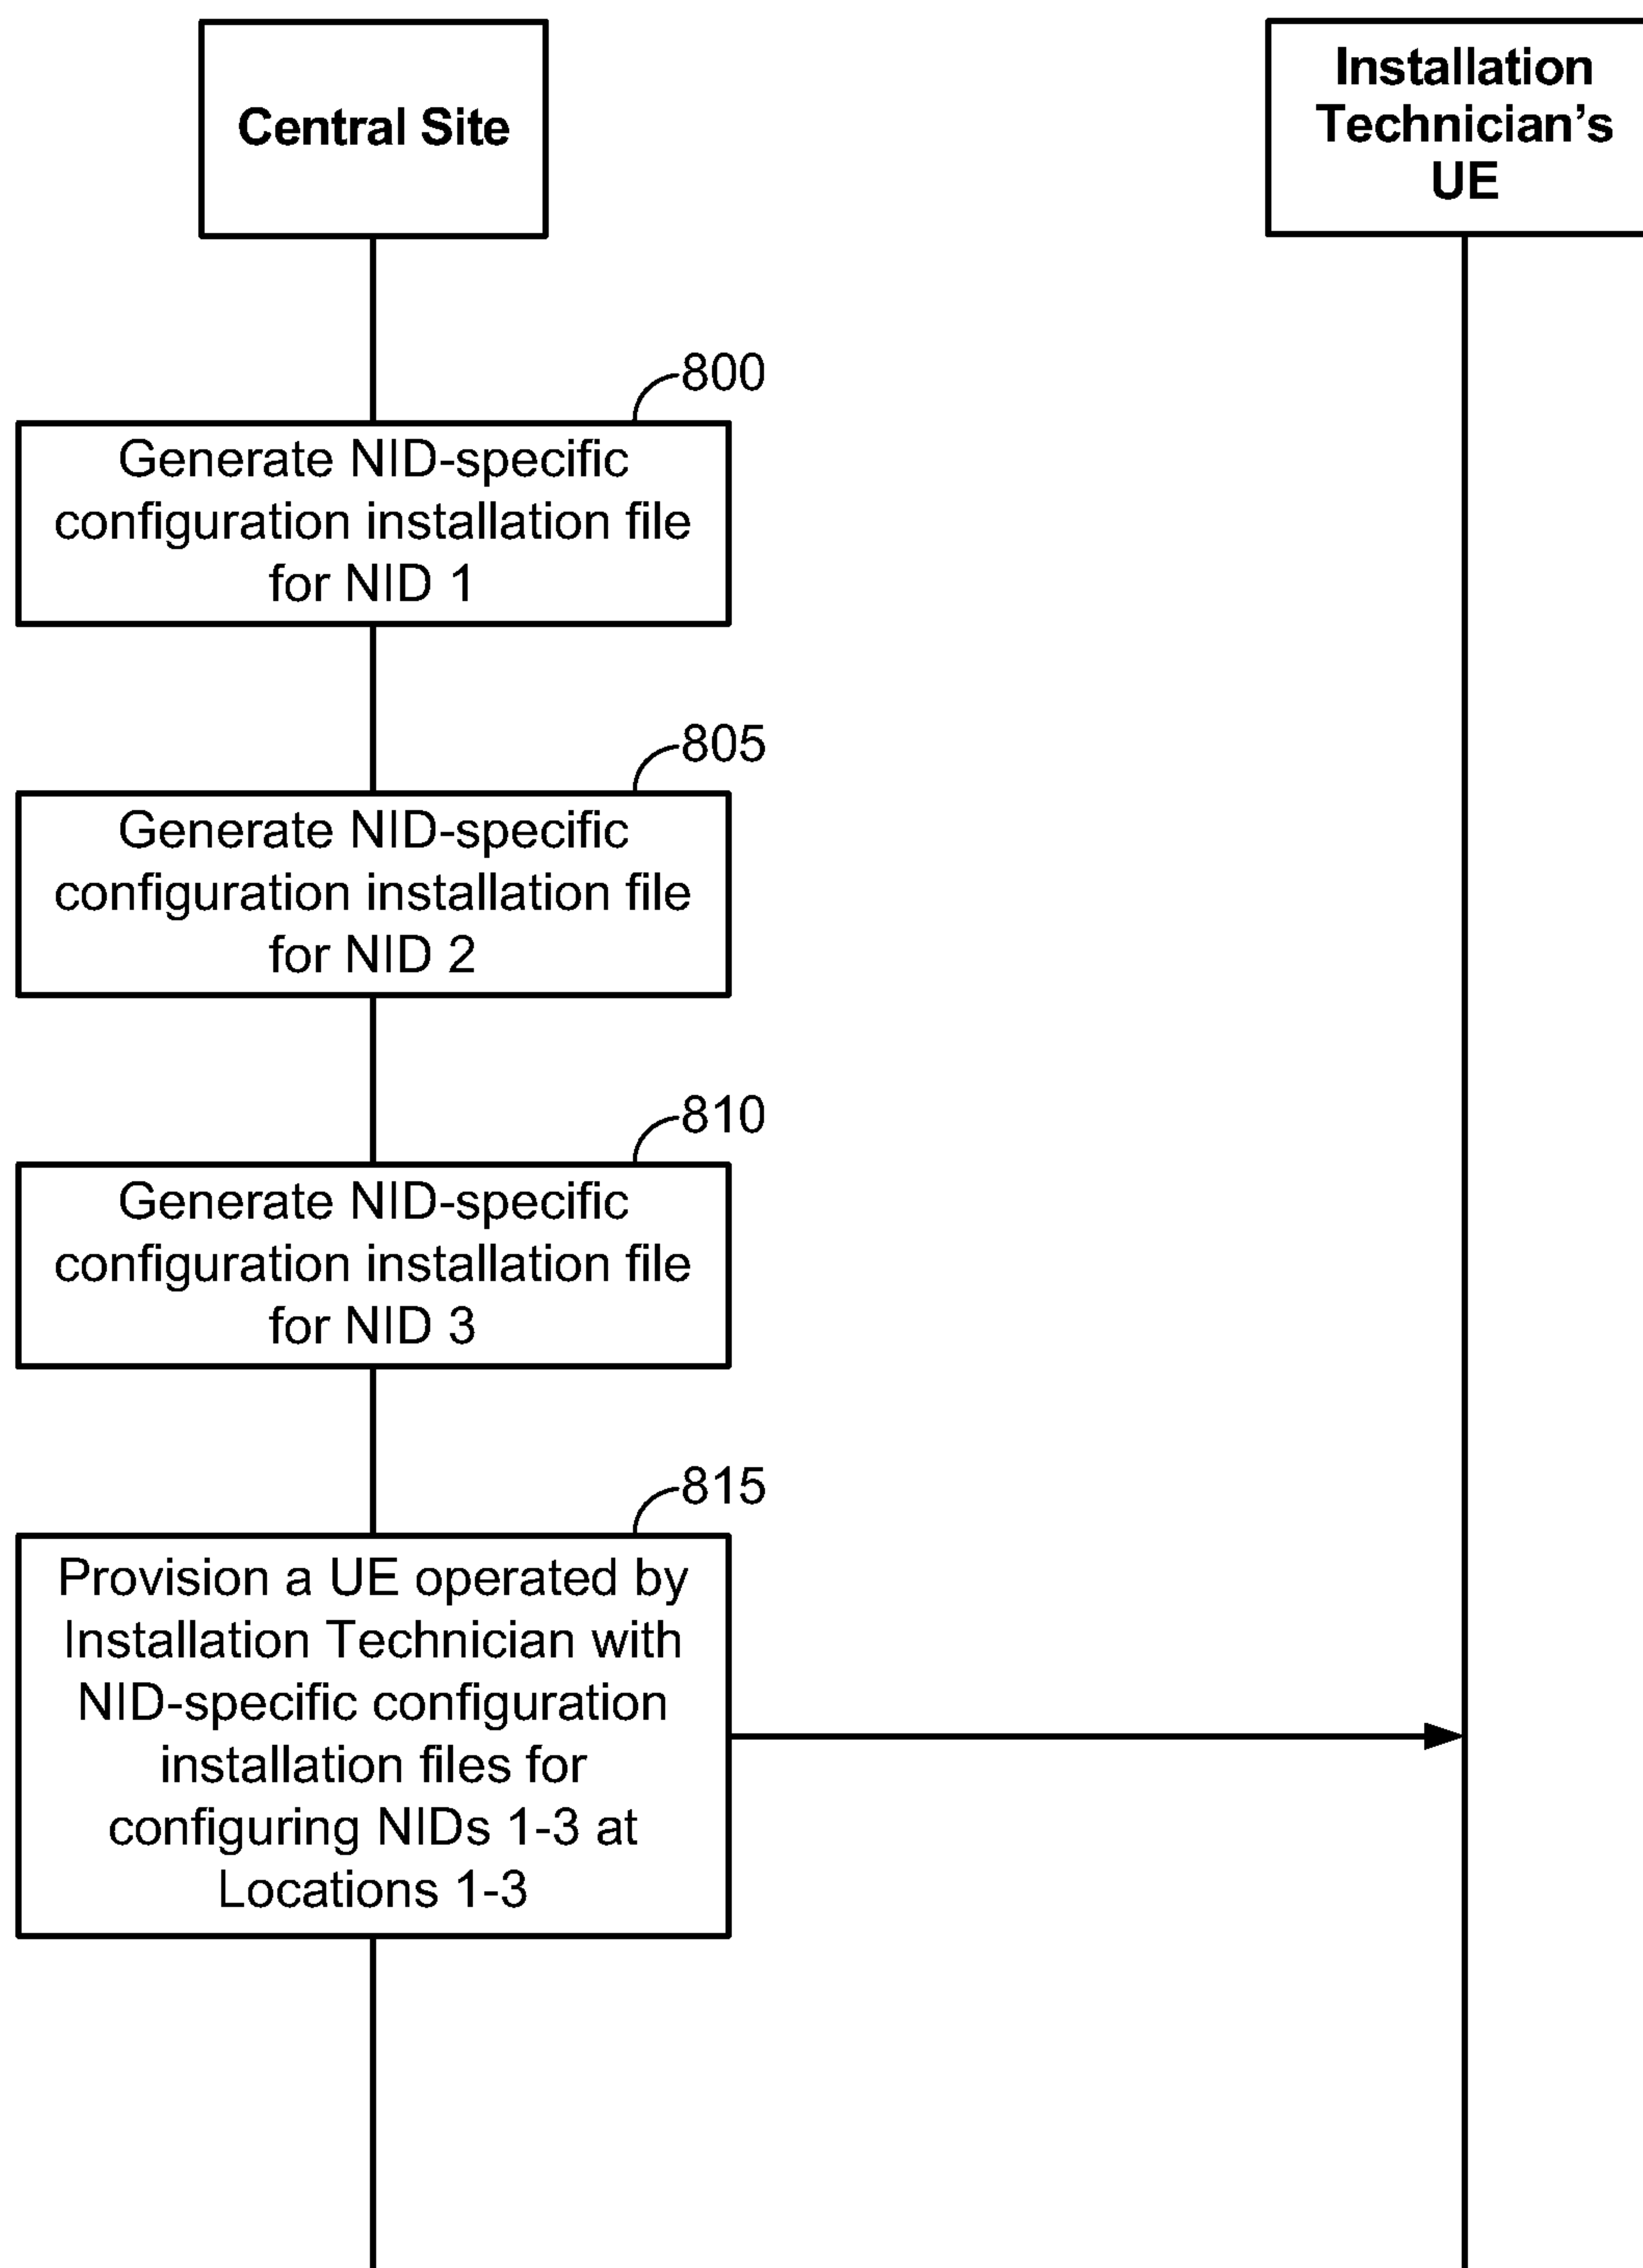 Central Site
Installation
Technician's
UE
800
Generate NID-specific
configuration installation file
for NID 1
805
Generate NID-specific
configuration installation file
for NID 2
810
Generate NID-specific
configuration installation file
for NID 3
815
Provision a UE operated by
Installation Technician with
NID-specific configuration
installation files for
configuring NIDs 1-3 at
Locations 1-3